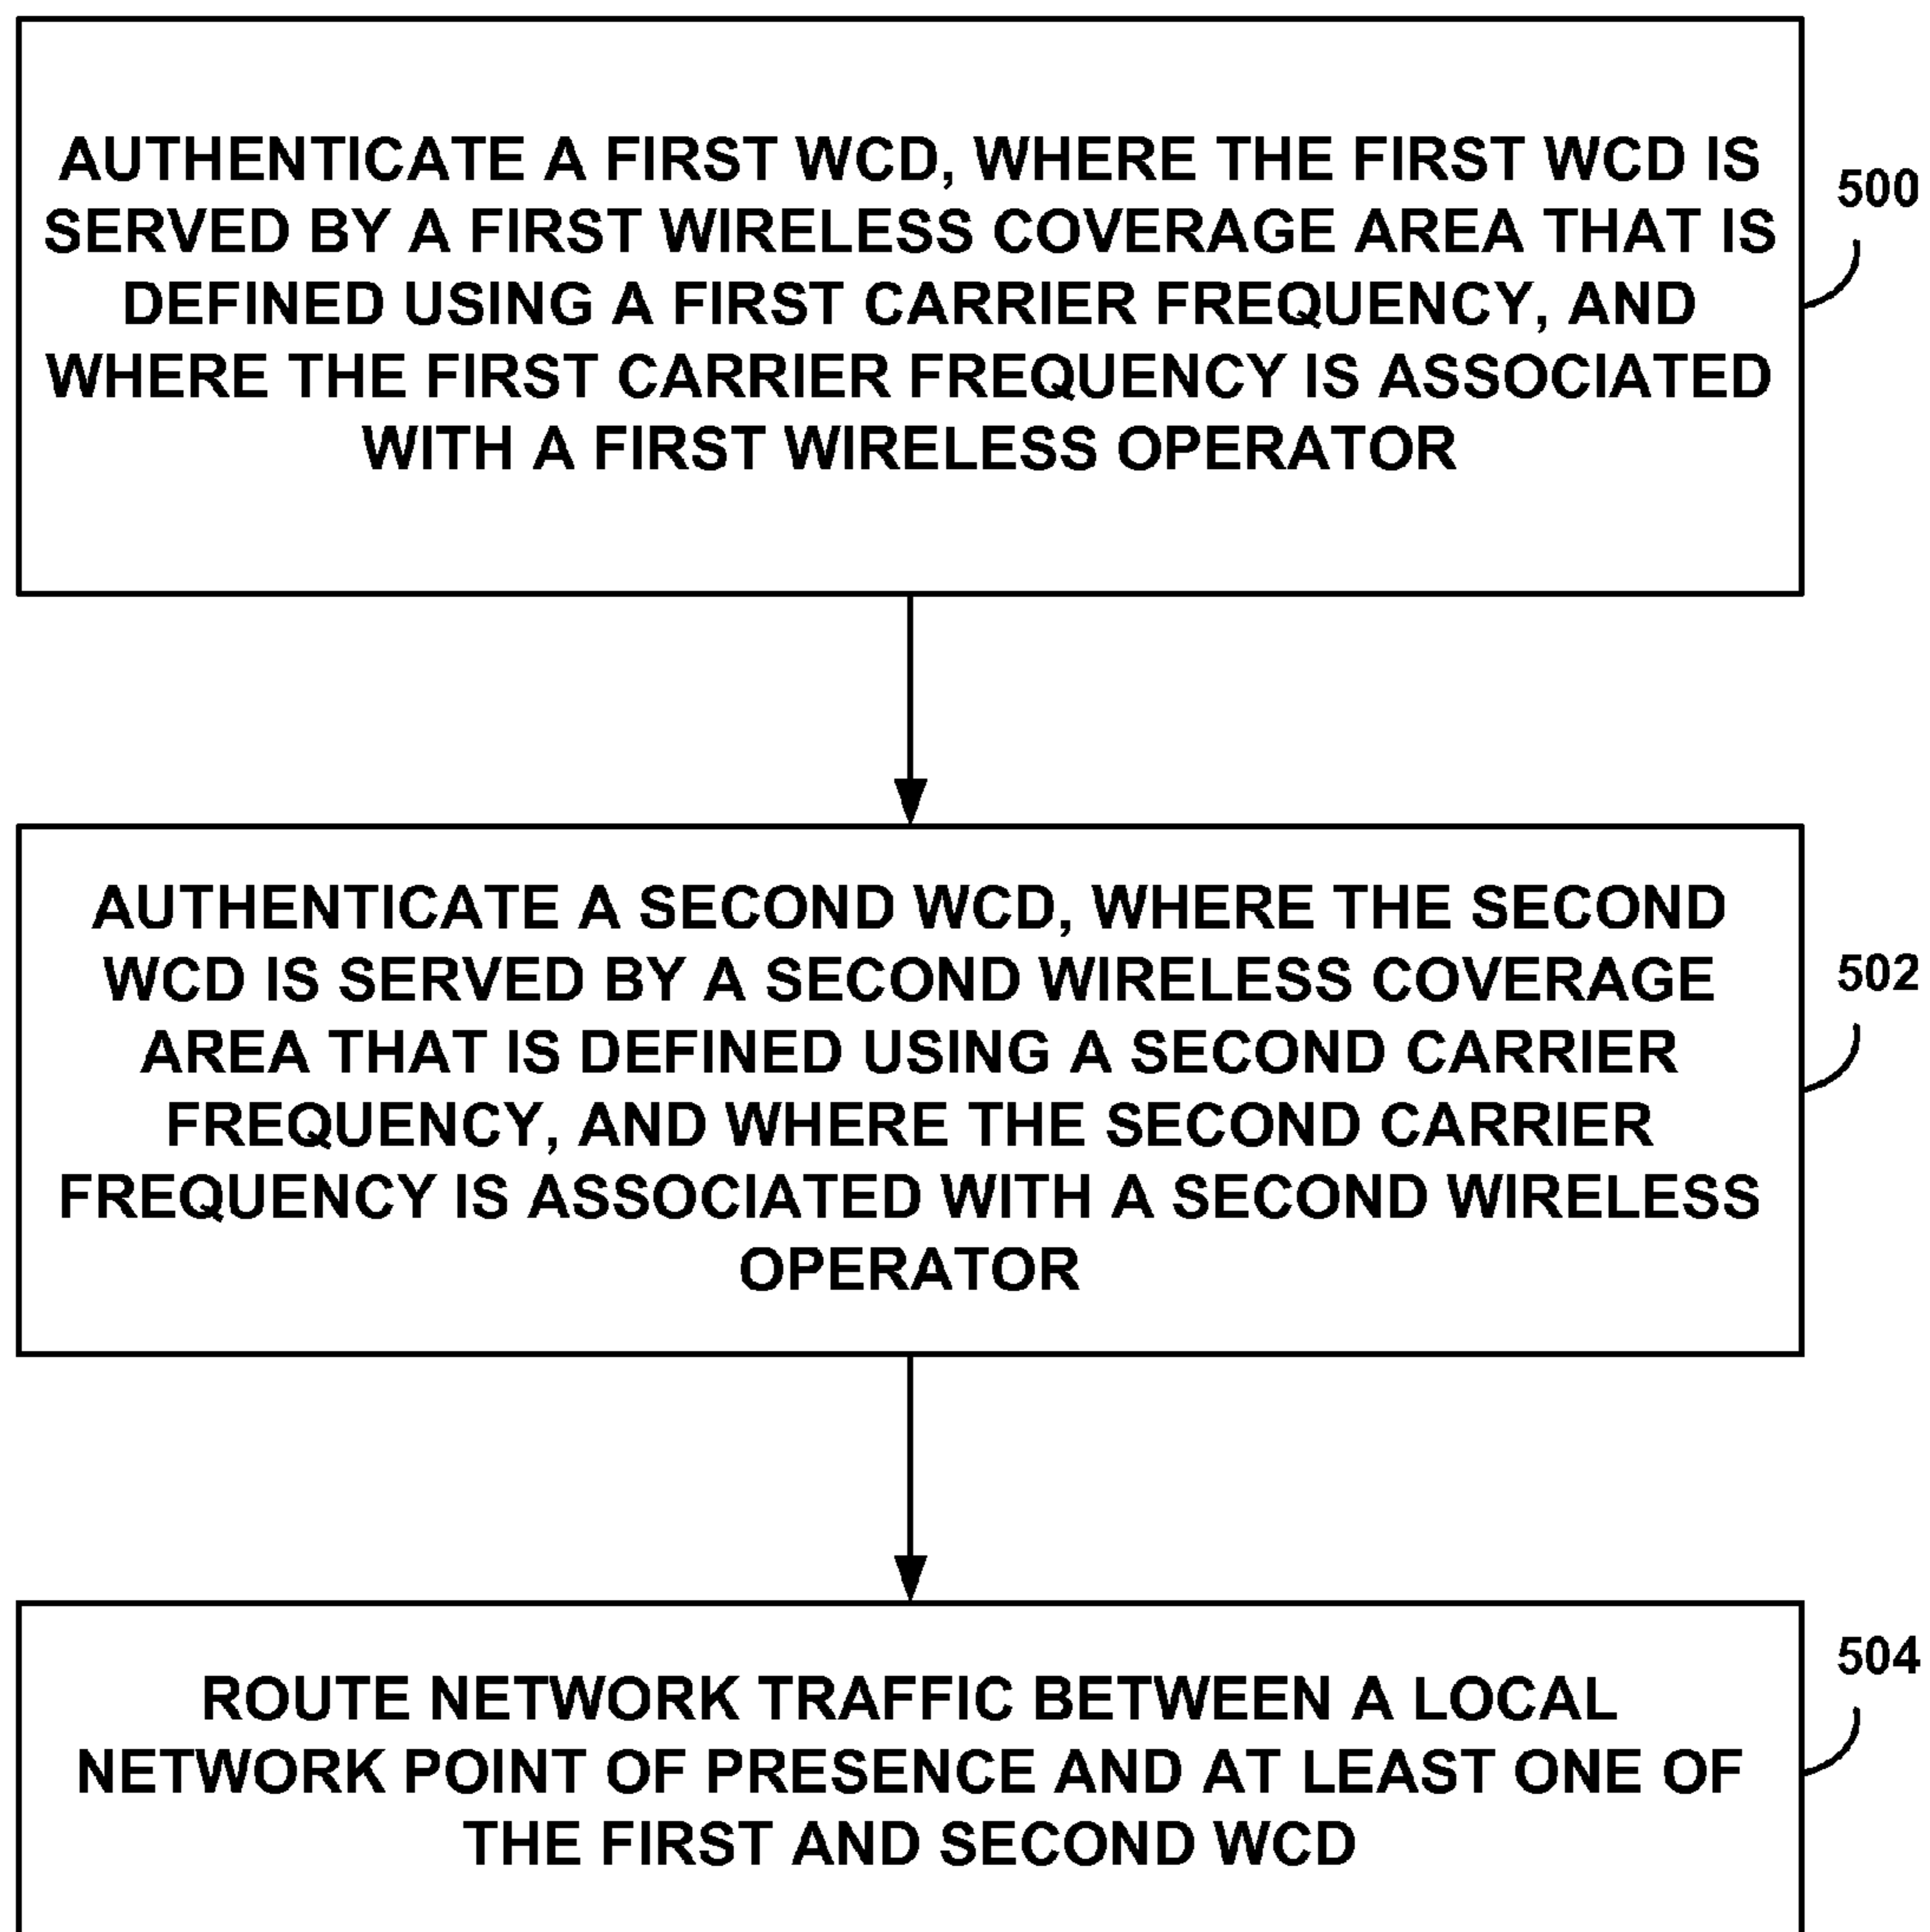 AUTHENTICATE A FIRST WCD, WHERE THE FIRST WCD IS
SERVED BY A FIRST WIRELESS COVERAGE AREA THAT IS
DEFINED USING A FIRST CARRIER FREQUENCY, AND
WHERE THE FIRST CARRIER FREQUENCY IS ASSOCIATED
WITH A FIRST WIRELESS OPERATOR
500
AUTHENTICATE A SECOND WCD, WHERE THE SECOND
WCD IS SERVED BY A SECOND WIRELESS COVERAGE
AREA THAT IS DEFINED USING A SECOND CARRIER
FREQUENCY, AND WHERE THE SECOND CARRIER
FREQUENCY IS ASSOCIATED WITH A SECOND WIRELESS
OPERATOR
502
ROUTE NETWORK TRAFFIC BETWEEN A LOCAL
NETWORK POINT OF PRESENCE AND AT LEAST ONE OF
THE FIRST AND SECOND WCD
504